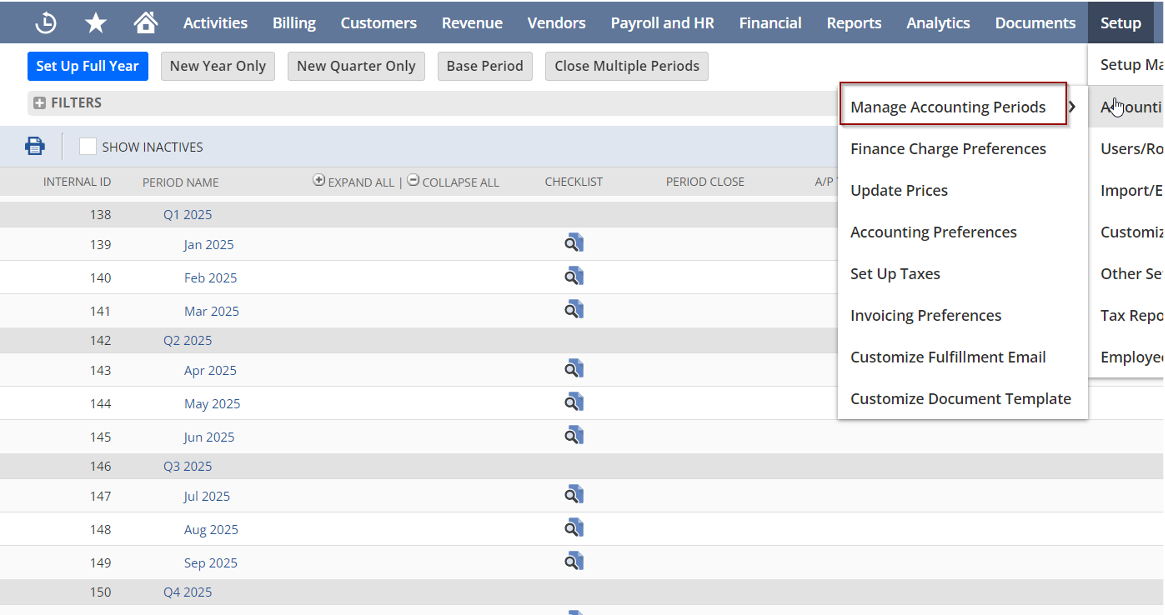 Activities Billing Customers Revenue Vendors Payroll and HR Financial Reports Analytics Documents Setup
Set Up Full Year New Year Only New Quarter Only Base Period Close Multiple Periods
Setup Ma
FILTERS
Manage Accounting Periods
A ounti
SHOW INACTIVES
Finance Charge Preferences
Users/Ro
INTERNAL ID PERIOD NAME EXPAND ALL | COLLAPSE ALL CHECKLIST PERIOD CLOSE A/P
Update Prices
Import/E
138 Q1 2025
Accounting Preferences
Customiz
139 Jan 2025
140 Feb 2025
Set Up Taxes
Other Se
141 Mar 2025
Invoicing Preferences
Tax Repo
142 Q2 2025
Customize Fulfillment Email
Employee
143 Apr 2025
144 May 2025
Customize Document Template
145 Jun 2025
146 Q3 2025
147 Jul 2025
148 Aug 2025
149 Sep 2025
150 Q4 2025